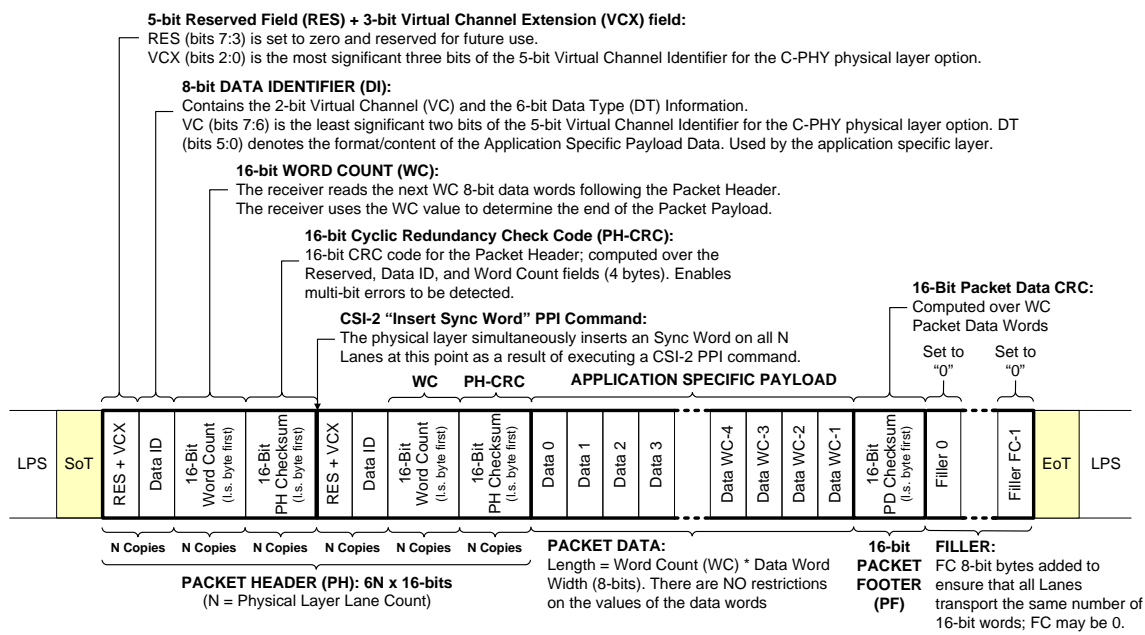 5-bit Reserved Field (RES) + 3-bit Virtual Channel Extension (VCX) field:
RES (bits 7:3) is set to zero and reserved for future use.
VCX (bits 2:0) is the most significant three bits of the 5-bit Virtual Channel Identifier for the C-PHY physical layer option.
8-bit DATA IDENTIFIER (DI):
Contains the 2-bit Virtual Channel (VC) and the 6-bit Data Type (DT) Information.
VC (bits 7:6) is the least significant two bits of the 5-bit Virtual Channel Identifier for the C-PHY physical layer option. DT
(bits 5:0) denotes the format/content of the Application Specific Payload Data. Used by the application specific layer.
16-bit WORD COUNT (WC):
The receiver reads the next WC 8-bit data words following the Packet Header.
The receiver uses the WC value to determine the end of the Packet Payload.
16-bit Cyclic Redundancy Check Code (PH-CRC):
16-bit CRC code for the Packet Header; computed over the
Reserved, Data ID, and Word Count fields (4 bytes). Enables
multi-bit errors to be detected.
16-Bit Packet Data CRC:
Computed over WC
Packet Data Words
CSI-2 “Insert Sync Word” PPI Command:
The physical layer simultaneously inserts an Sync Word on all N
Lanes at this point as a result of executing a CSI-2 PPI command.
Set to
“0”
Set to
“0”
WC
PH-CRC
APPLICATION SPECIFIC PAYLOAD
LPS
SoT
RES + VCX
Data ID
16-Bit
Word Count
(l.s. byte first)
16-Bit
PH Checksum
(l.s. byte first)
RES + VCX
Data ID
16-Bit
Word Count
(l.s. byte first)
16-Bit
PH Checksum
(l.s. byte first)
Data 0
Data 1
Data 2
Data 3
Data WC-4
Data WC-3
Data WC-2
Data WC-1
16-Bit
PD Checksum
(l.s. byte first)
Filler 0
Filler FC-1
EoT
LPS
N Copies
N Copies
N Copies
N Copies
N Copies
N Copies
PACKET HEADER (PH): 6N x 16-bits
(N = Physical Layer Lane Count)
PACKET DATA:
Length = Word Count (WC) * Data Word
Width (8-bits). There are NO restrictions
on the values of the data words
16-bit
PACKET
FOOTER
(PF)
FILLER:
FC 8-bit bytes added to
ensure that all Lanes
transport the same number of
16-bit words; FC may be 0.